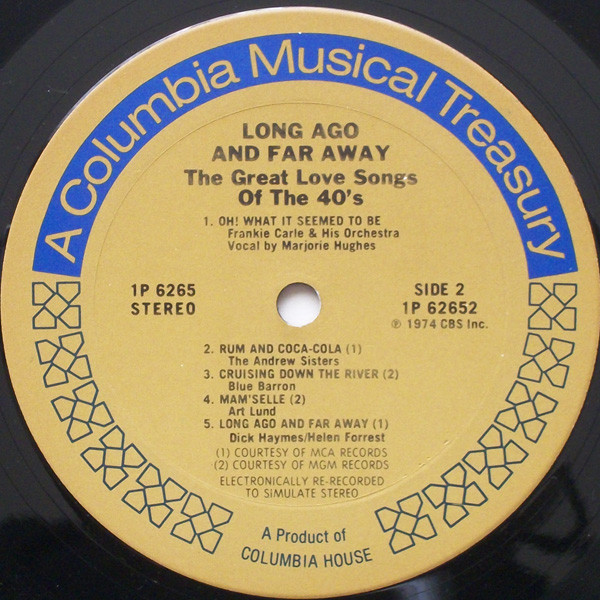 A Columbia Musical Treasury
LONG AGO
AND FAR AWAY
The Great Love Songs
Of The 40's
1. OH! WHAT IT SEEMED TO BE
Frankie Carle & His Orchestra
Vocal by Marjorie Hughes
1P 6265
STEREO
SIDE 2
1P 62652
℗ 1974 CBS Inc.
2. RUM AND COCA-COLA (1)
The Andrew Sisters
3. CRUISING DOWN THE RIVER (2)
Blue Barron
4. MAM'SELLE (2)
Art Lund
5. LONG AGO AND FAR AWAY (1)
Dick Haymes/Helen Forrest
(1) COURTESY OF MCA RECORDS
(2) COURTESY OF MGM RECORDS
ELECTRONICALLY RE-RECORDED
TO SIMULATE STEREO
A Product of
COLUMBIA HOUSE